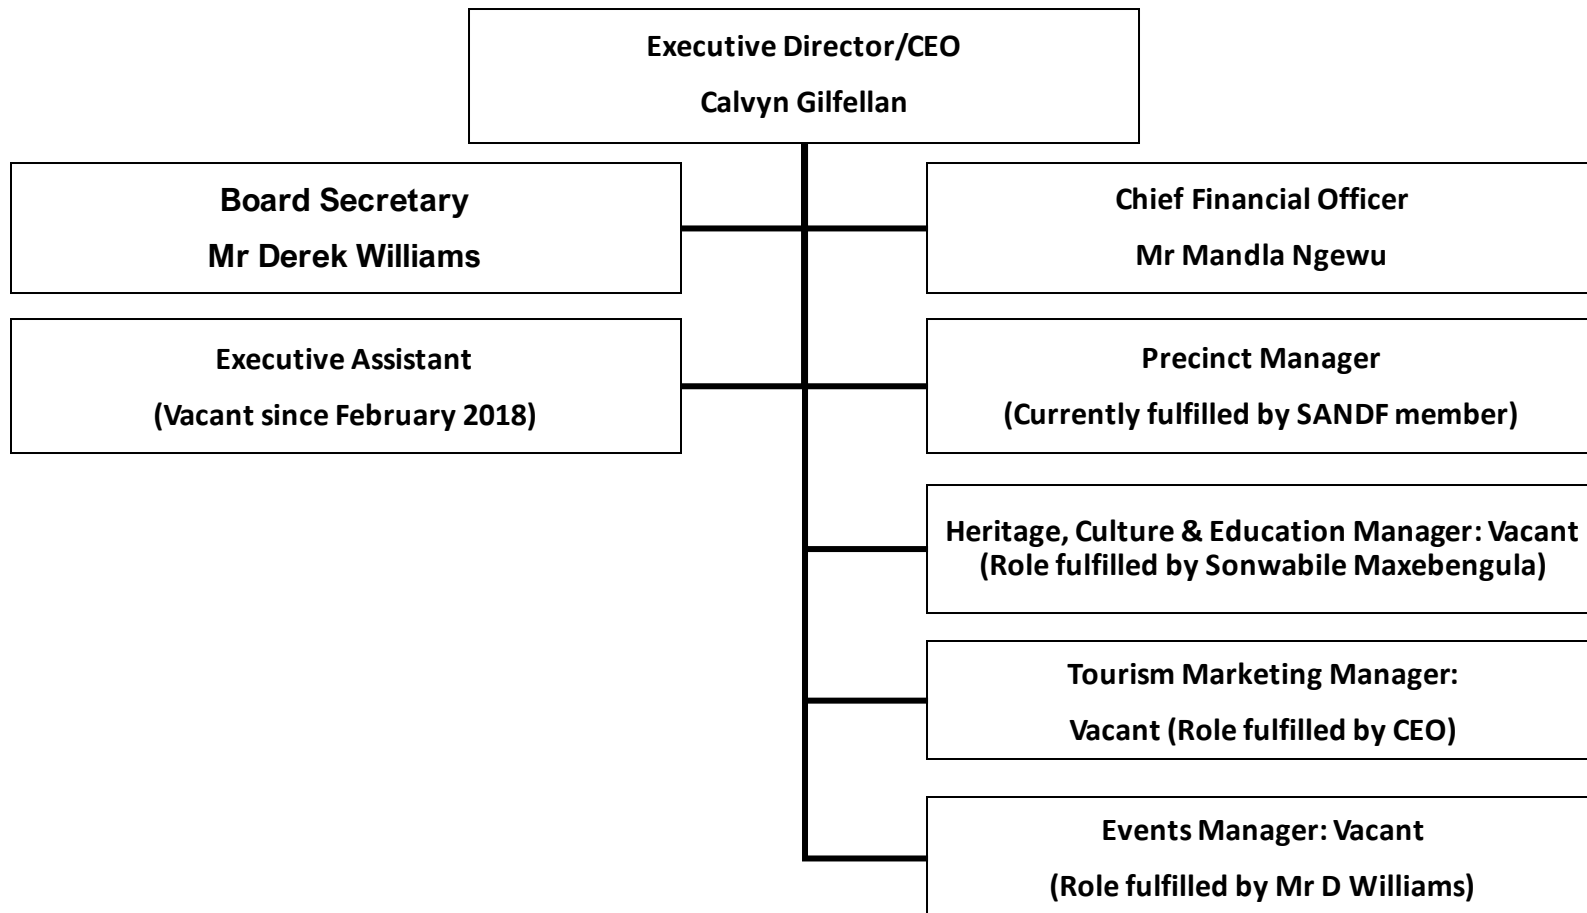 Executive Director/CEO
Calvyn Gilfellan
Board Secretary
Mr Derek Williams
Chief Financial Officer
Mr Mandla Ngewu
Executive Assistant
(Vacant since February 2018)
Precinct Manager
(Currently fulfilled by SANDF member)
Heritage, Culture & Education Manager: Vacant
(Role fulfilled by Sonwabile Maxebengula)
Tourism Marketing Manager:
Vacant (Role fulfilled by CEO)
Events Manager: Vacant
(Role fulfilled by Mr D Williams)